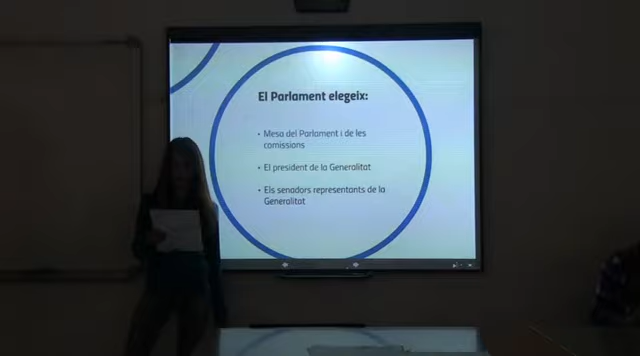 El Parlament elegeix:
• Mesa del Parlament i de les
comissions
• El president de la Generalitat
• Els senadors representants de la
Generalitat